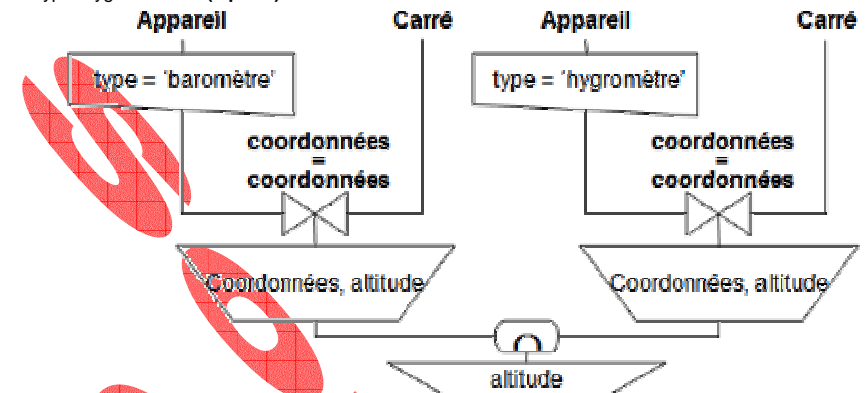 Appareil Carré Appareil Carré
type = 'baromètre' type = 'hygromètre'
coordonnées coordonnées
= =
coordonnées coordonnées
Coordonnées, altitude Coordonnées, altitude
altitude